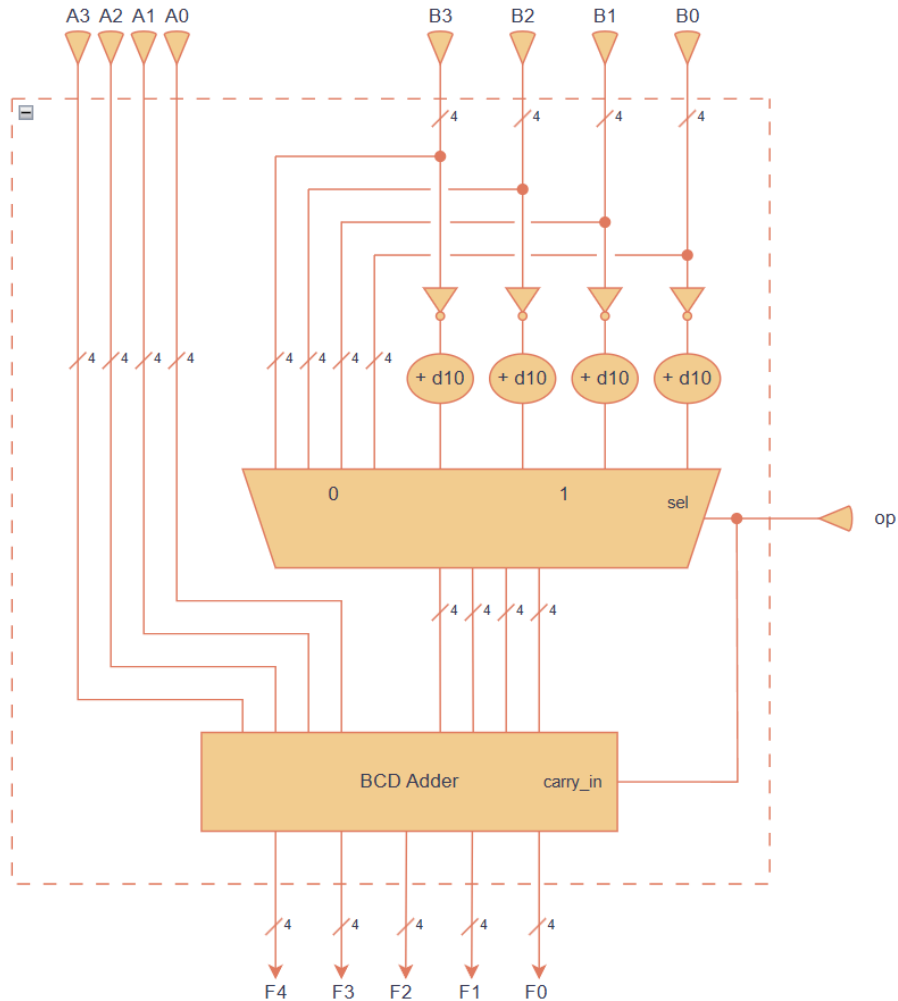 A3 A2 A1 A0 B3 B2 B1 B0
4 4 4 4
4 4 4 4 4 4 4 4
+ d10 + d10 + d10 + d10
0 1 sel
op
4 4 4 4
BCD Adder carry_in
4 4 4 4 4
F4 F3 F2 F1 F0